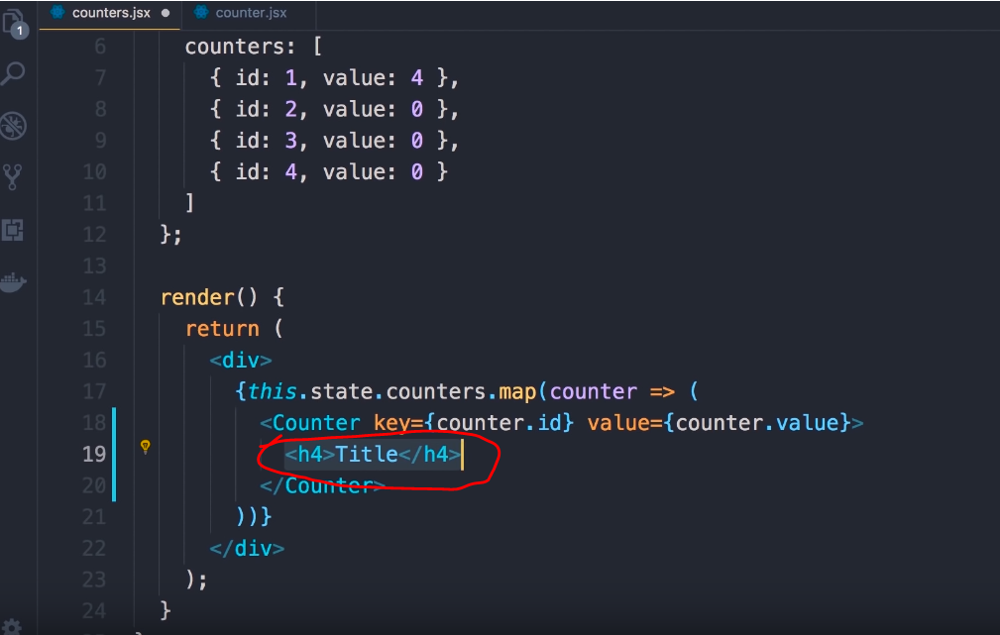 counters.jsx ● counter.jsx
1
6 counters: [
7 { id: 1, value: 4 },
8 { id: 2, value: 0 },
9 { id: 3, value: 0 },
10 { id: 4, value: 0 }
11 ]
12 };
13
14 render() {
15 return (
16 <div>
17 {this.state.counters.map(counter => (
18 <Counter key={counter.id} value={counter.value}>
19 <h4>Title</h4>
20 </Counter>
21 ))}
22 </div>
23 );
24 }